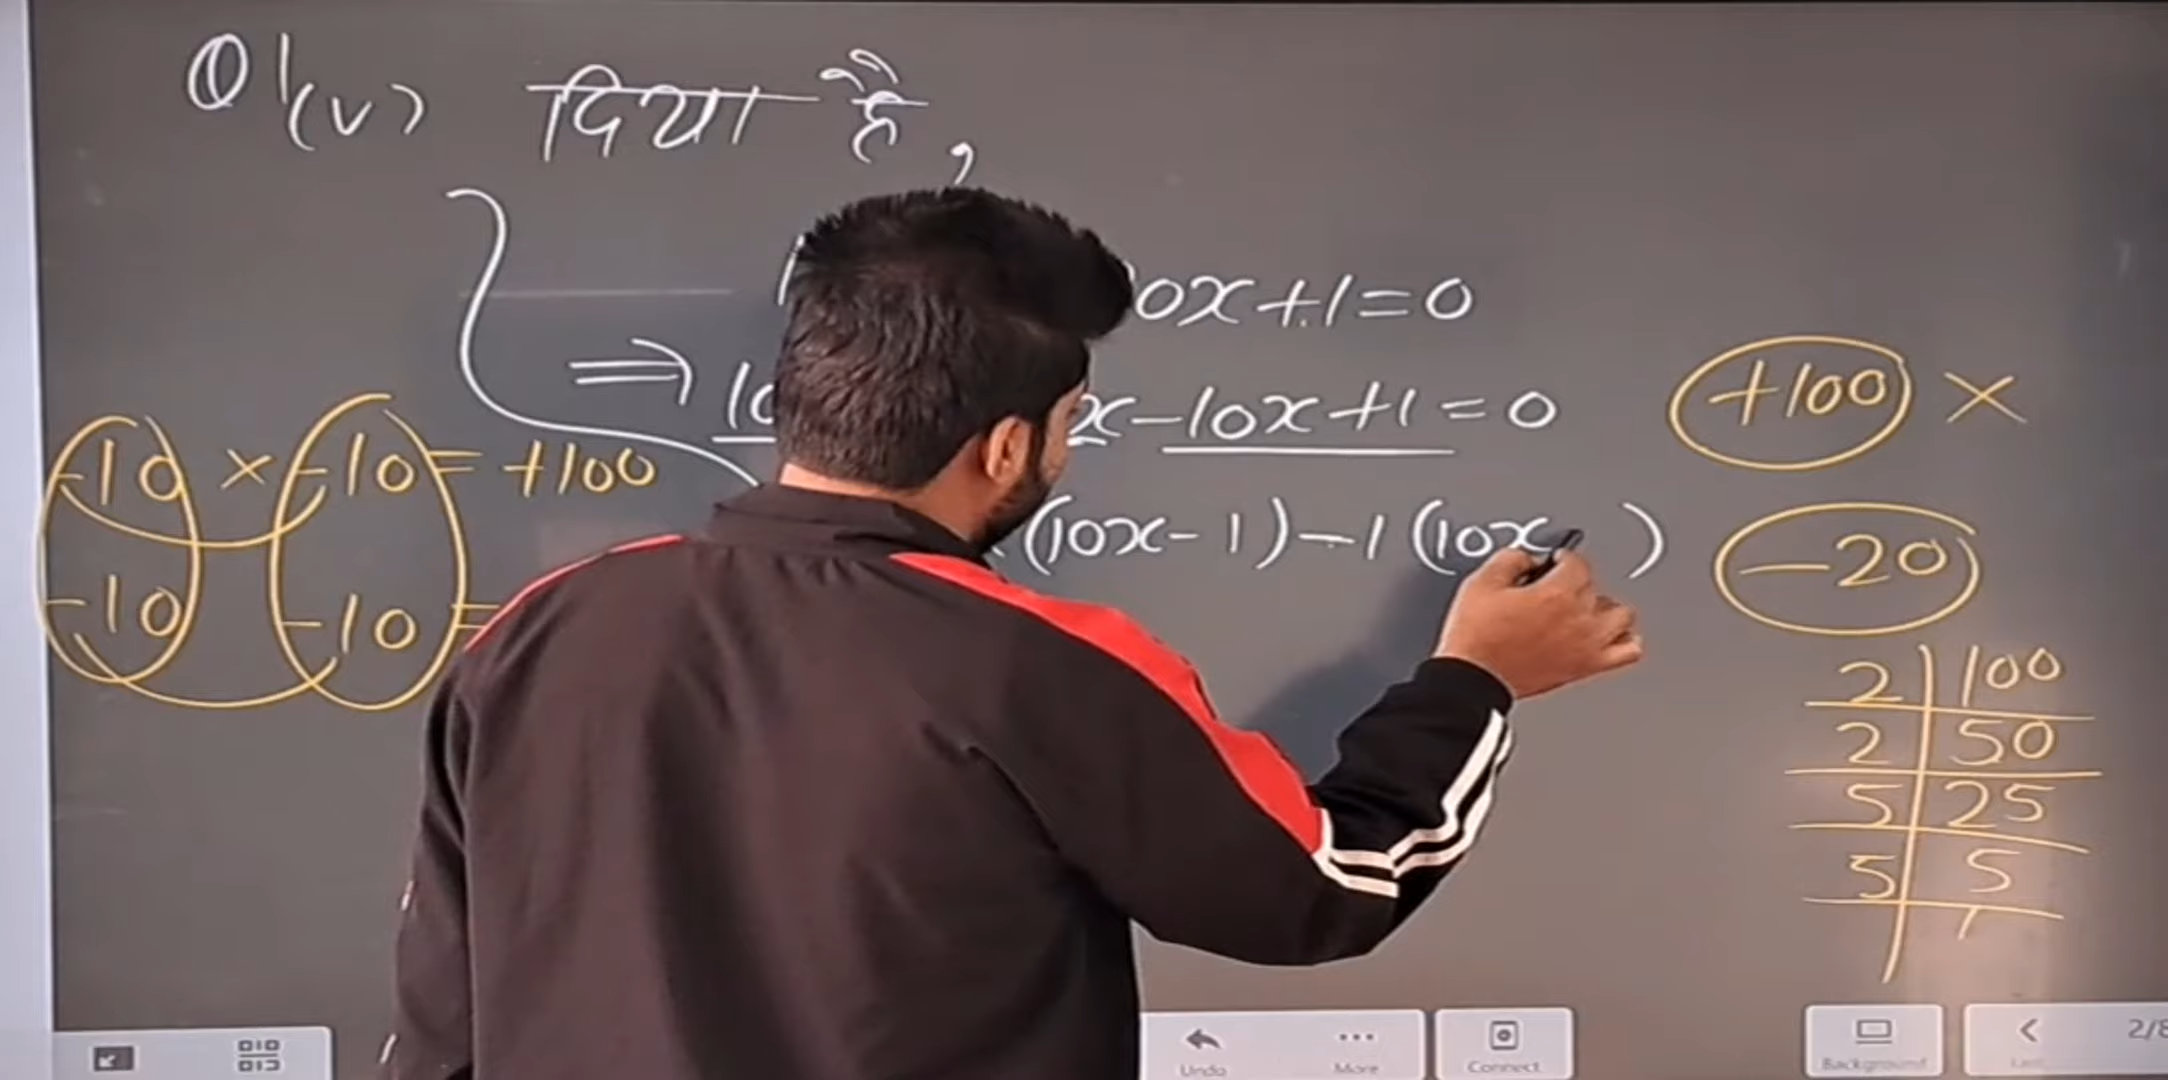 Q1(v) दिया है,
0x+1=0
⇒ 10 x-10x+1=0
(10x-1)-1(10x )
-10 × -10 = +100
-10 -10 =
+100 ×
-20
2 | 100
2 | 50
5 | 25
5 | 5
1
Undo
More
Connect
Background
2/8